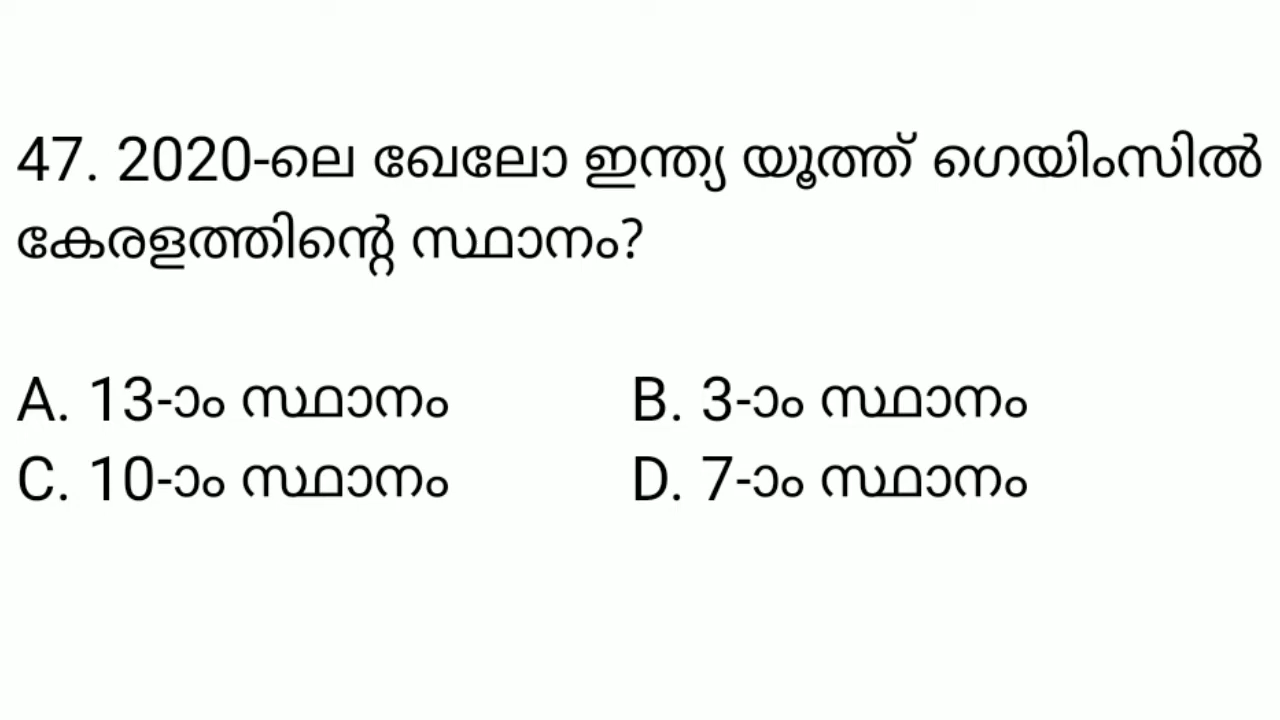 47. 2020-ലെ ഖേലോ ഇന്ത്യ യൂത്ത് ഗെയിംസിൽ
കേരളത്തിന്റെ സ്ഥാനം?
A. 13-ാം സ്ഥാനം B. 3-ാം സ്ഥാനം
C. 10-ാം സ്ഥാനം D. 7-ാം സ്ഥാനം